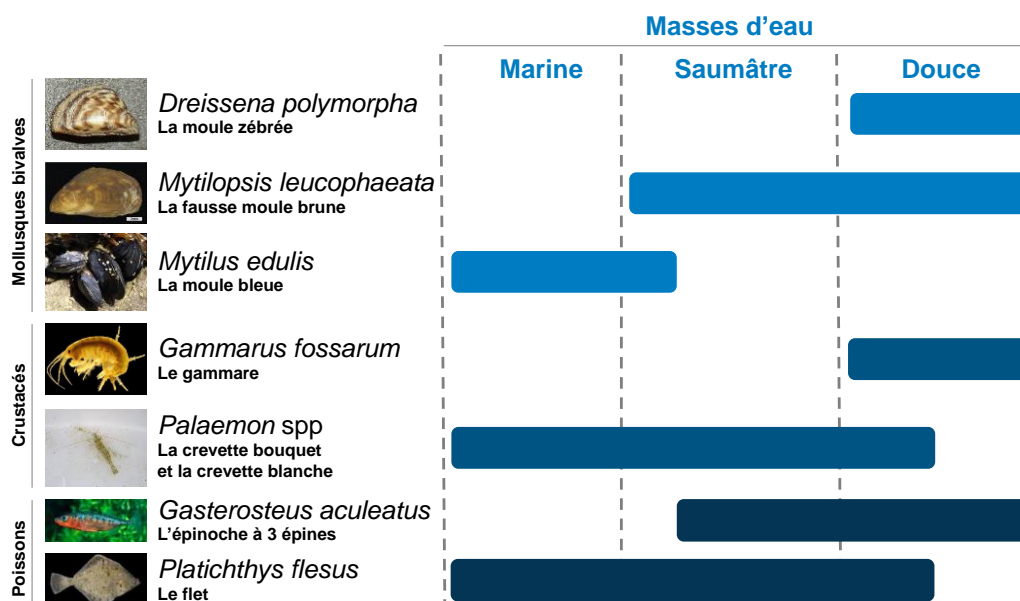 Masses d'eau
Marine
Saumâtre
Douce
Mollusques bivalves
Dreissena polymorpha
La moule zébrée
Mytilopsis leucophaeata
La fausse moule brune
Mytilus edulis
La moule bleue
Crustacés
Gammarus fossarum
Le gammare
Palaemon spp
La crevette bouquet
et la crevette blanche
Poissons
Gasterosteus aculeatus
L'épinoche à 3 épines
Platichthys flesus
Le flet